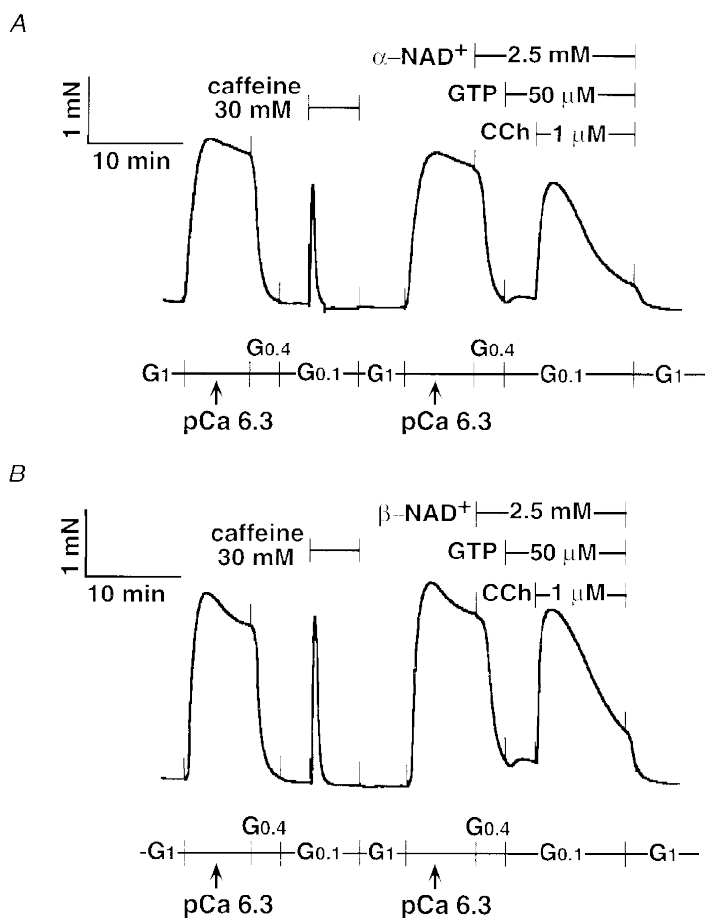 A
α–NAD⁺ 2.5 mM
caffeine
30 mM
GTP 50 μM
1 mN
10 min
CCh 1 μM
G0.4 G0.4
G1 G0.1 G1 G0.1 G1
pCa 6.3 pCa 6.3
B
β–NAD⁺ 2.5 mM
caffeine
30 mM
GTP 50 μM
1 mN
10 min
CCh 1 μM
G0.4 G0.4
G1 G0.1 G1 G0.1 G1
pCa 6.3 pCa 6.3